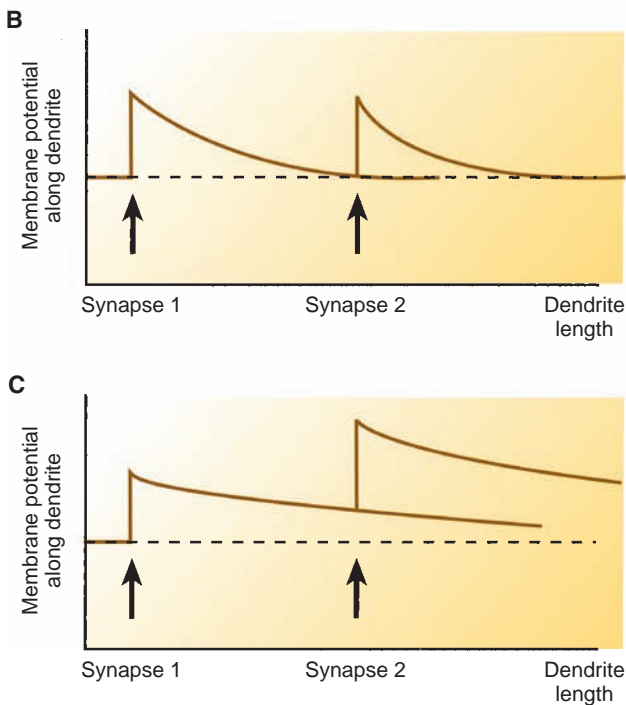 B
Membrane potential
along dendrite
Synapse 1
Synapse 2
Dendrite
length
C
Membrane potential
along dendrite
Synapse 1
Synapse 2
Dendrite
length